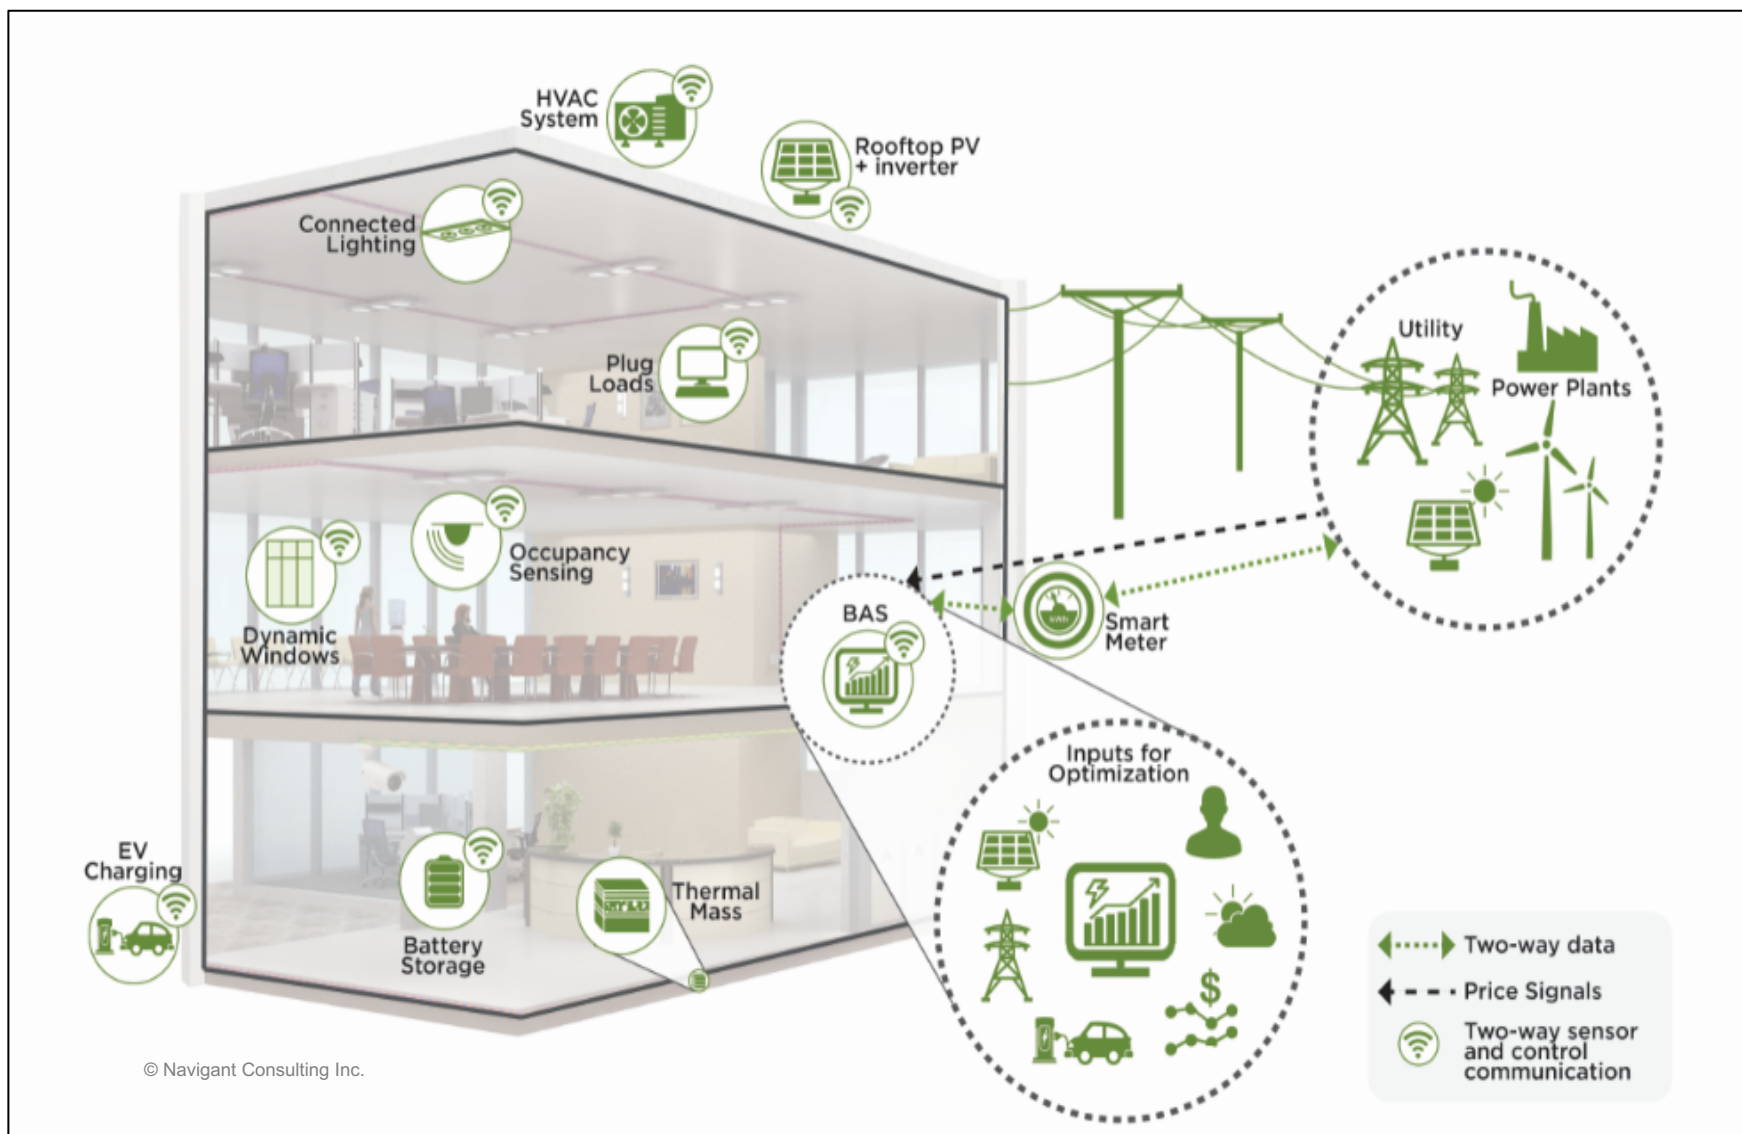 HVAC
System
Rooftop PV
+ inverter
Connected
Lighting
Plug
Loads
Utility
Power Plants
Occupancy
Sensing
Dynamic
Windows
BAS
kWh
Smart
Meter
Inputs for
Optimization
EV
Charging
Battery
Storage
Thermal
Mass
$
Two-way data
Price Signals
Two-way sensor
and control
communication
© Navigant Consulting Inc.